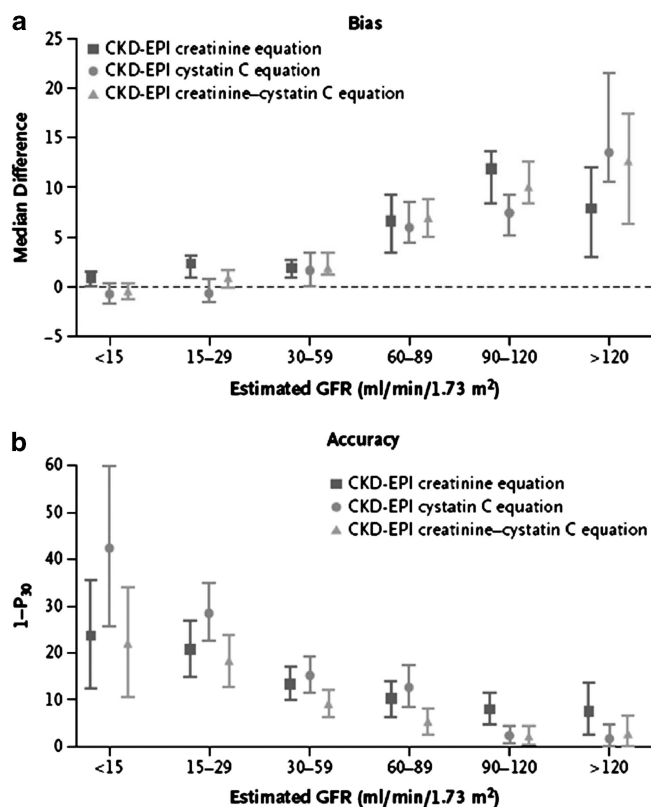 a
Bias
CKD-EPI creatinine equation
CKD-EPI cystatin C equation
CKD-EPI creatinine–cystatin C equation
Median Difference
25
20
15
10
5
0
−5
<15
15–29
30–59
60–89
90–120
>120
Estimated GFR (ml/min/1.73 m²)
b
Accuracy
CKD-EPI creatinine equation
CKD-EPI cystatin C equation
CKD-EPI creatinine–cystatin C equation
1–P₃₀
60
50
40
30
20
10
0
<15
15–29
30–59
60–89
90–120
>120
Estimated GFR (ml/min/1.73 m²)